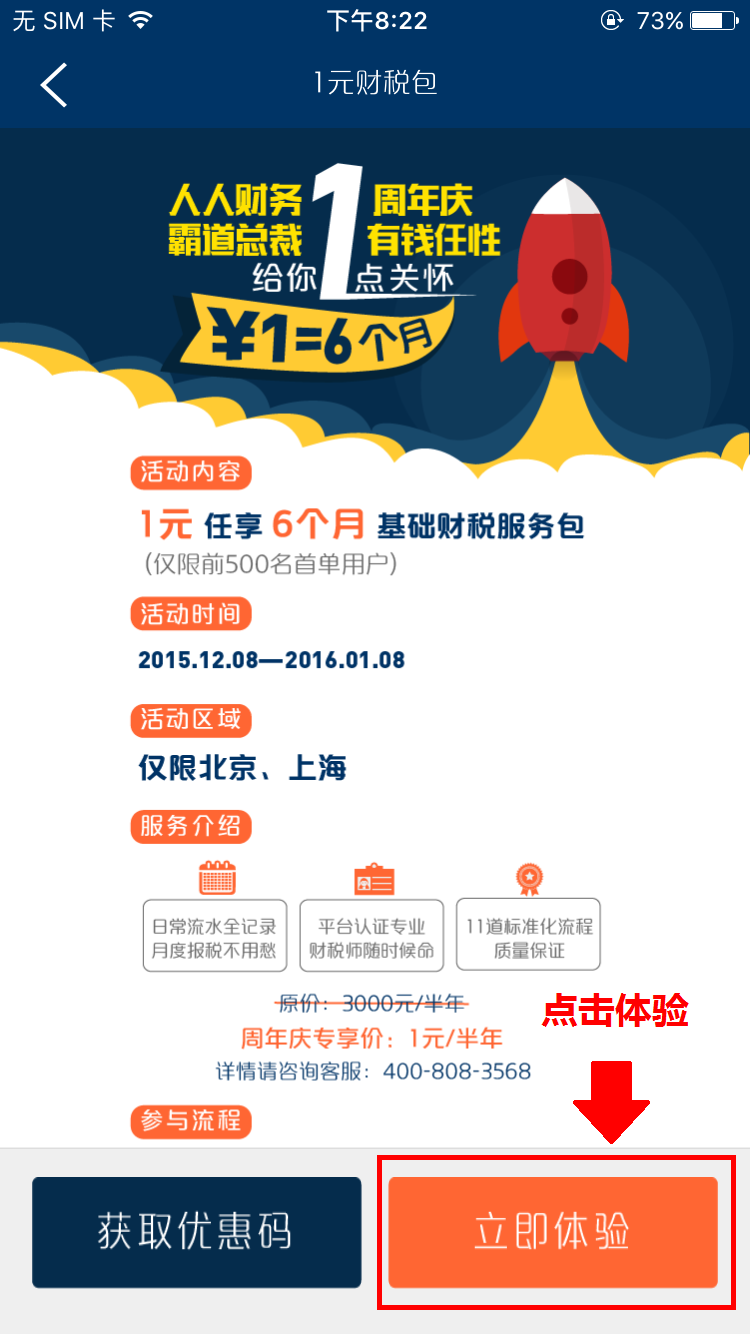 无 SIM 卡 下午8:22 73%
1元财税包
人人财务 1 周年庆
霸道总裁 有钱任性
给你 点关怀
¥1=6个月
活动内容
1元 任享 6个月 基础财税服务包
(仅限前500名首单用户)
活动时间
2015.12.08—2016.01.08
活动区域
仅限北京、上海
服务介绍
日常流水全记录
月度报税不用愁
平台认证专业
财税师随时候命
11道标准化流程
质量保证
原价：3000元/半年
周年庆专享价：1元/半年
详情请咨询客服：400-808-3568
点击体验
参与流程
获取优惠码
立即体验